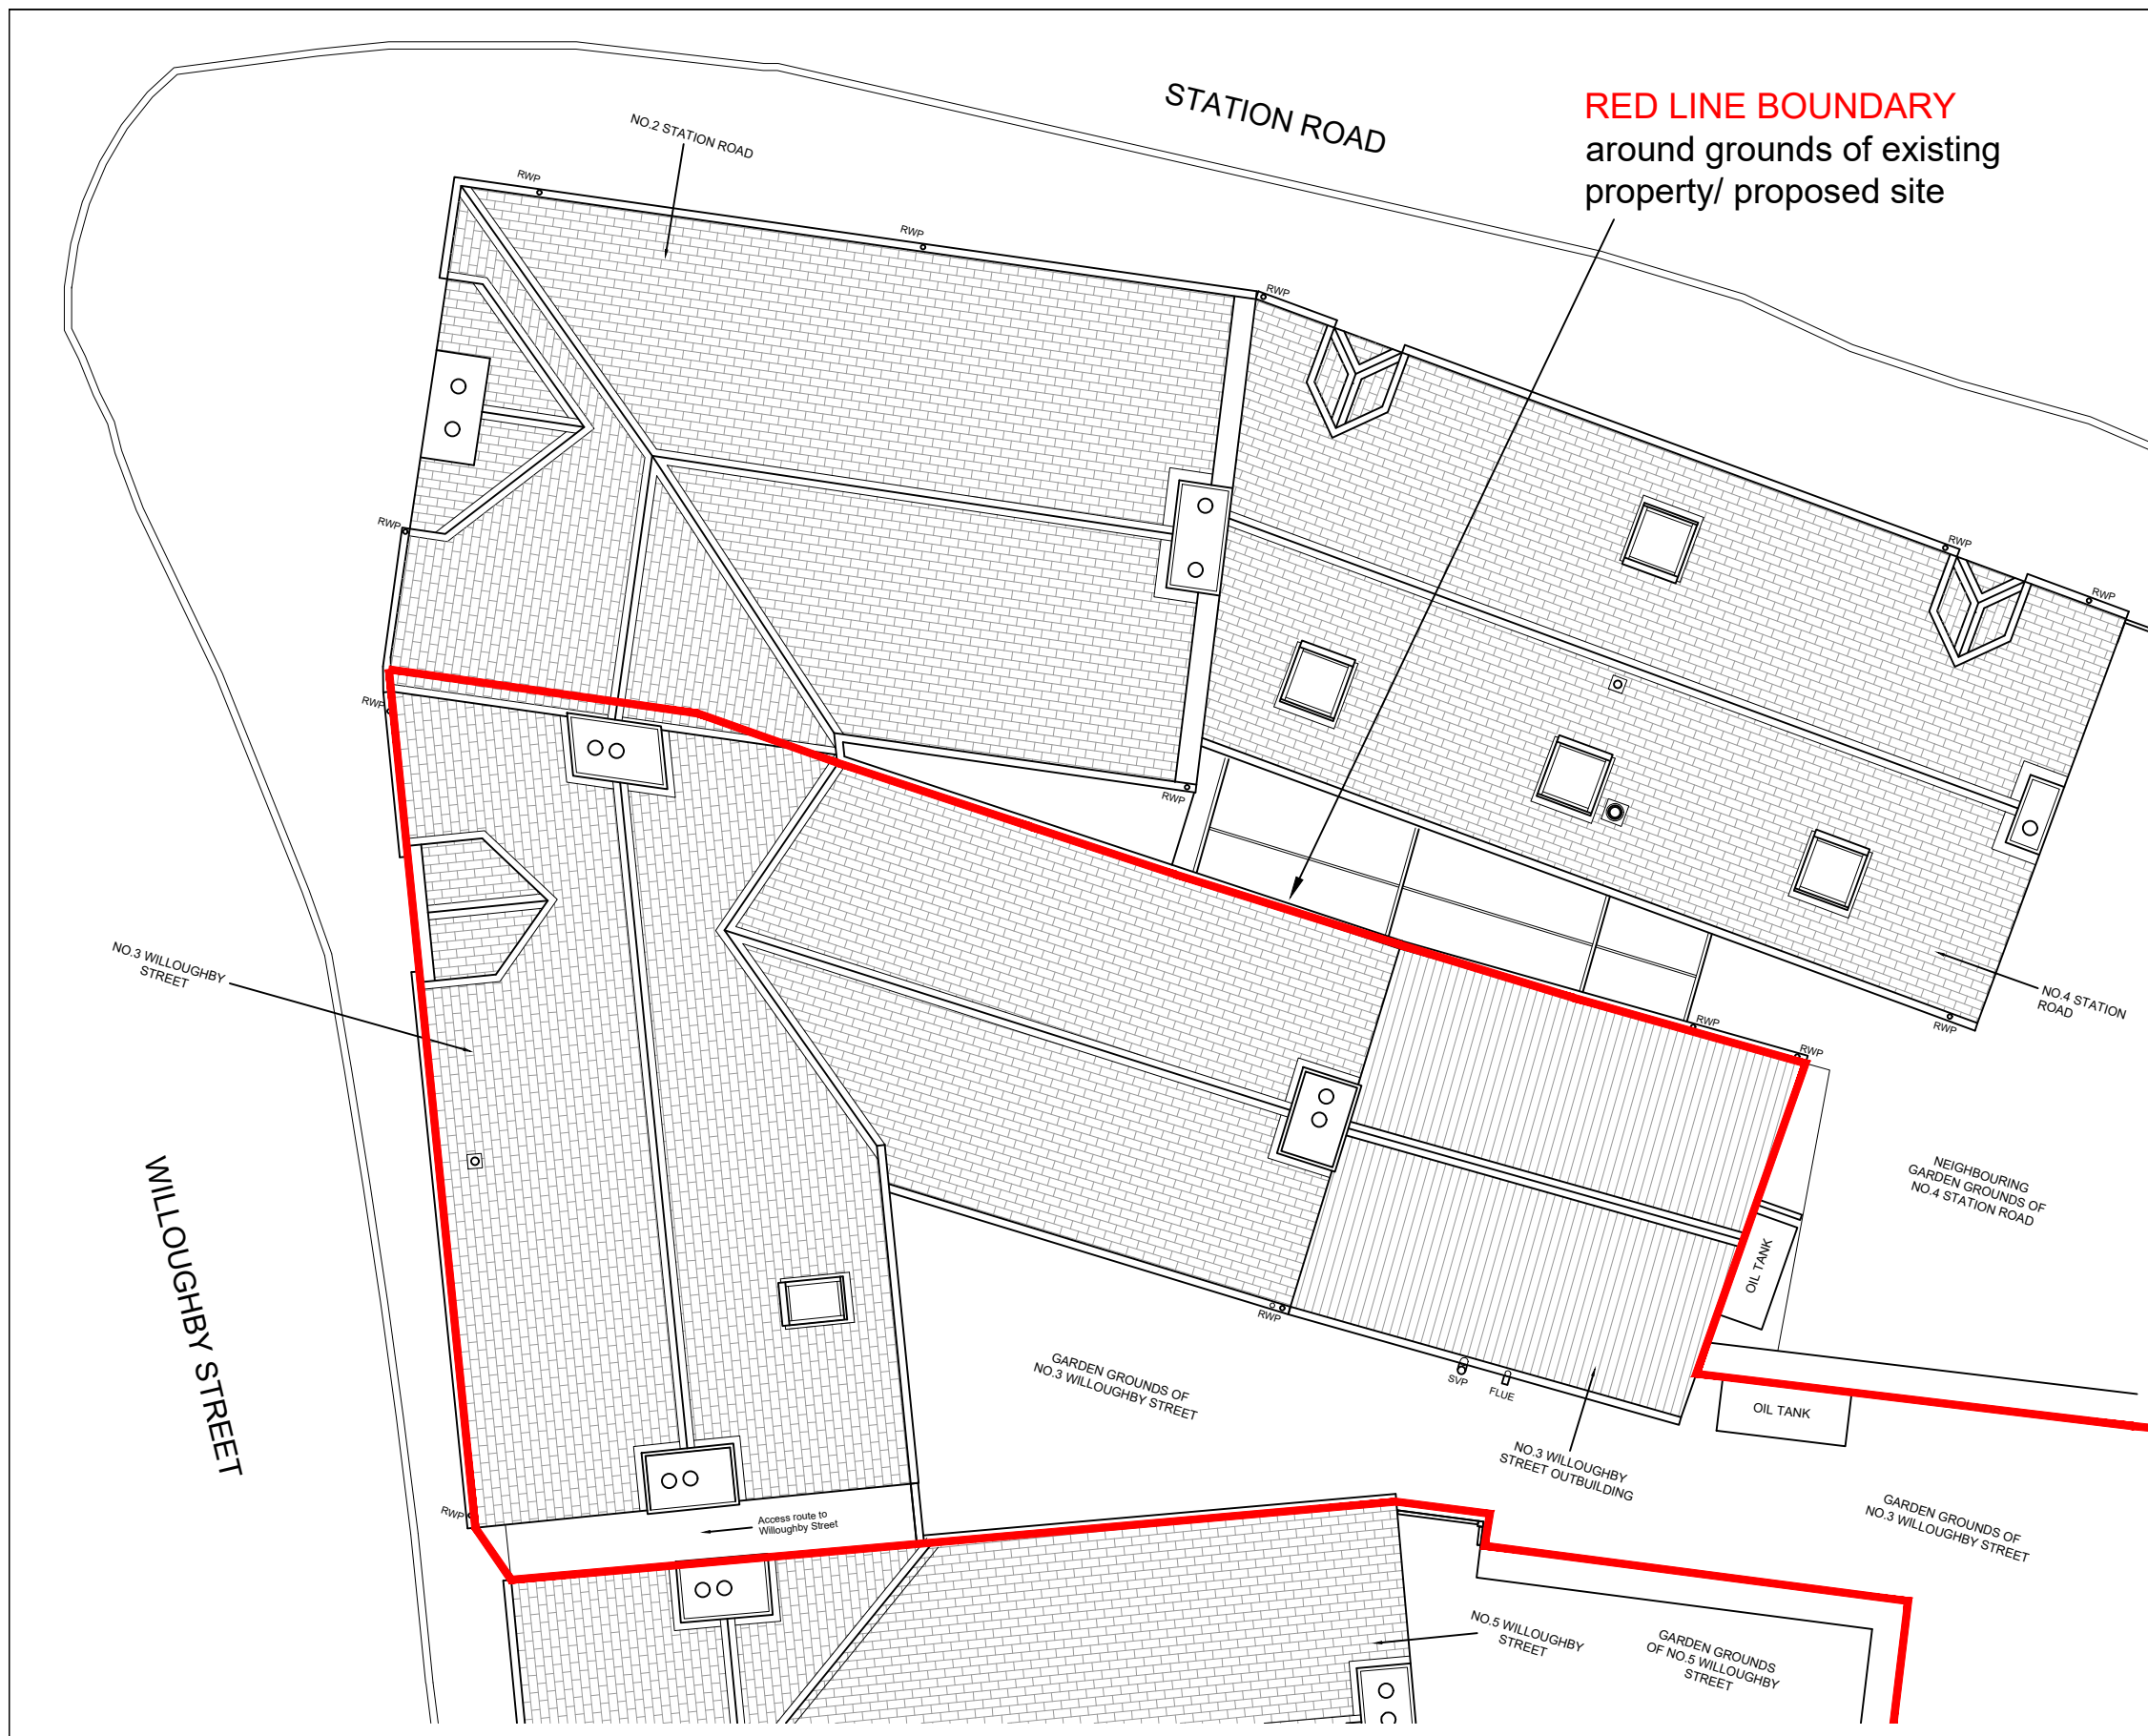 STATION ROAD
RED LINE BOUNDARY
around grounds of existing
property/ proposed site
NO.2 STATION ROAD
RWP
RWP
RWP
RWP
RWP
RWP
RWP
RWP
NO.3 WILLOUGHBY
STREET
NO.4 STATION
ROAD
RWP
RWP
RWP
NEIGHBOURING
GARDEN GROUNDS OF
NO.4 STATION ROAD
WILLOUGHBY STREET
OIL TANK
RWP
GARDEN GROUNDS OF
NO.3 WILLOUGHBY STREET
SVP
FLUE
OIL TANK
NO.3 WILLOUGHBY
STREET OUTBUILDING
RWP
Access route to
Willoughby Street
GARDEN GROUNDS OF
NO.3 WILLOUGHBY STREET
NO.5 WILLOUGHBY
STREET
GARDEN GROUNDS
OF NO.5 WILLOUGHBY
STREET